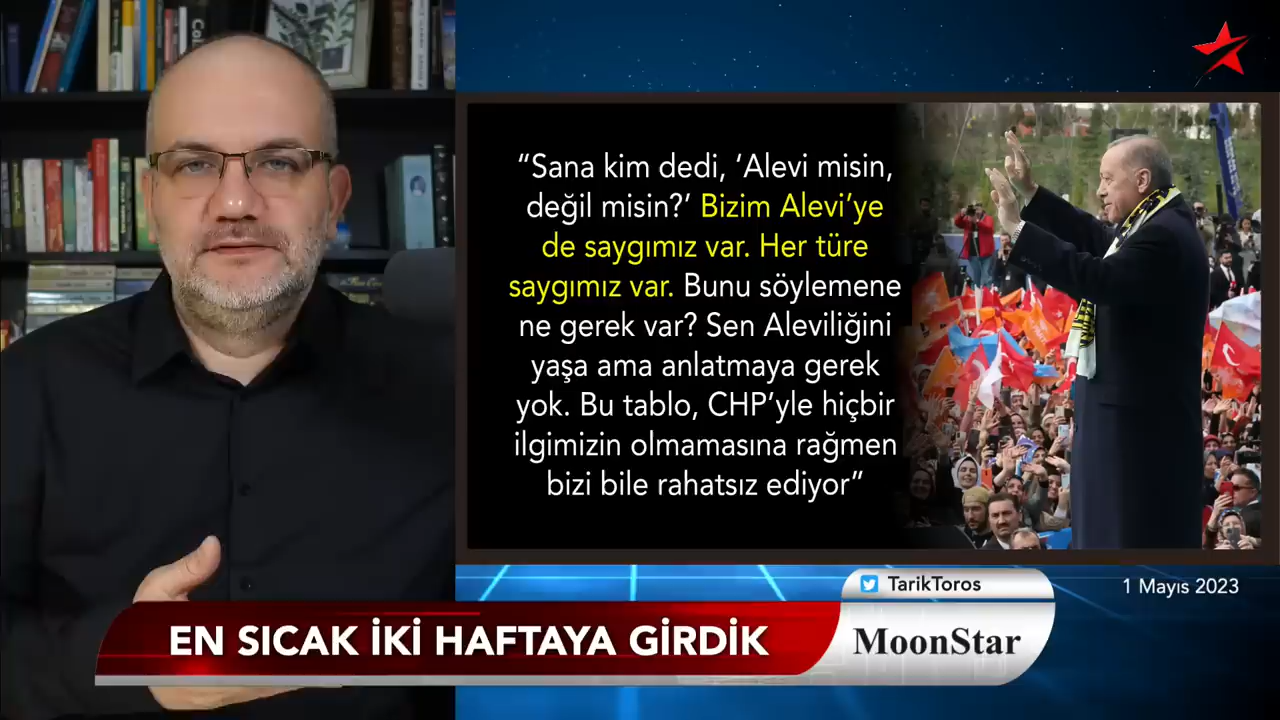 “Sana kim dedi, ‘Alevi misin,
değil misin?’ Bizim Alevi’ye
de saygımız var. Her türe
saygımız var. Bunu söylemene
ne gerek var? Sen Aleviliğini
yaşa ama anlatmaya gerek
yok. Bu tablo, CHP’yle hiçbir
ilgimizin olmamasına rağmen
bizi bile rahatsız ediyor”
TarikToros
1 Mayıs 2023
EN SICAK İKİ HAFTAYA GİRDİK
MoonStar